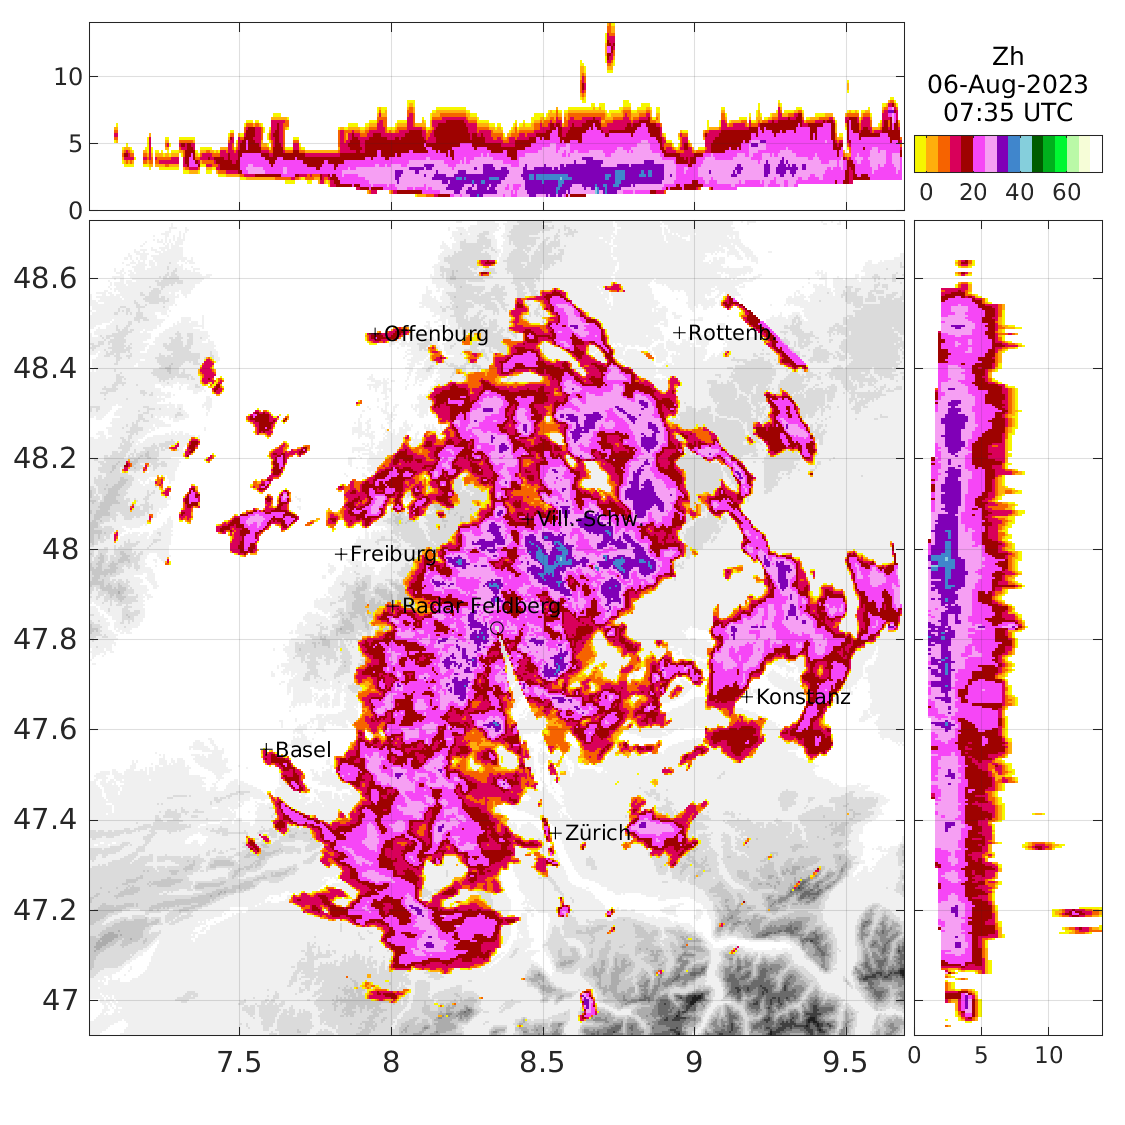 10
5
0
Zh
06-Aug-2023
07:35 UTC
0 20 40 60
48.6
48.4
48.2
48
47.8
47.6
47.4
47.2
47
+Offenburg
+Rottenb.
+Vill.-Schw.
+Freiburg
+Radar Feldberg
+Konstanz
+Basel
+Zürich
7.5 8 8.5 9 9.5
0 5 10